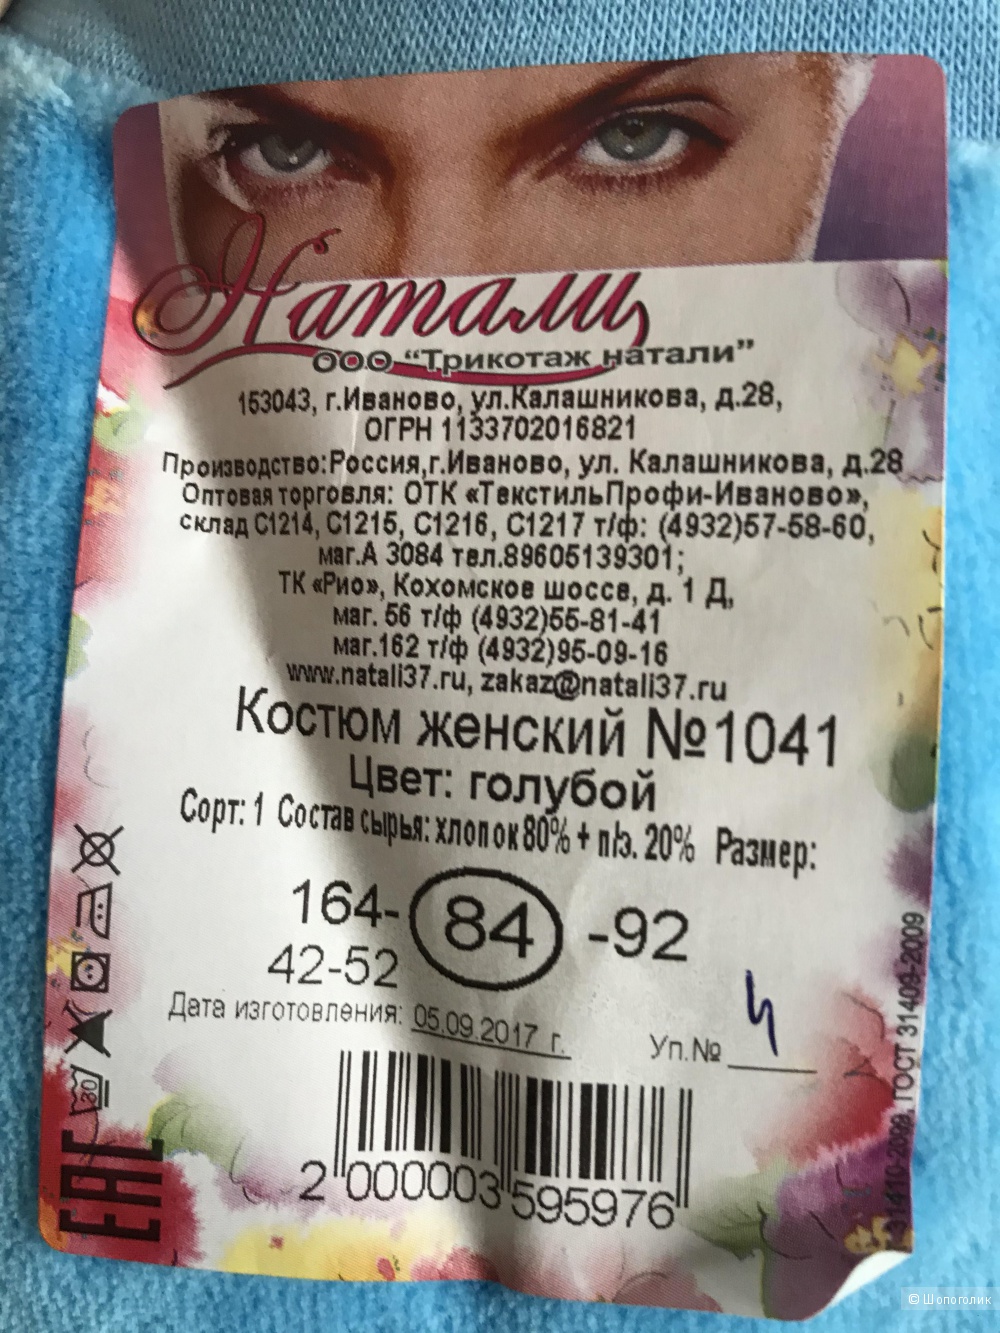 Натали
ООО “Трикотаж натали”
153043, г.Иваново, ул.Калашникова, д.28,
ОГРН 1133702016821
Производство:Россия,г.Иваново, ул. Калашникова, д.28
Оптовая торговля: ОТК «ТекстильПрофи-Иваново»,
склад С1214, С1215, С1216, С1217 т/ф: (4932)57-58-60,
маг.А 3084 тел.89605139301;
ТК «Рио», Кохомское шоссе, д. 1 Д,
маг. 56 т/ф (4932)55-81-41
маг.162 т/ф (4932)95-09-16
www.natali37.ru, zakaz@natali37.ru
Костюм женский №1041
Цвет: голубой
Сорт: 1 Состав сырья: хлопок 80% + п/э. 20% Размер:
164- 84 -92
42-52
Дата изготовления: 05.09.2017 г.
Уп.№ 4
2 000003 595976
30
ЕАС
31410-2009, ГОСТ 31409-2009
© Шопоголик